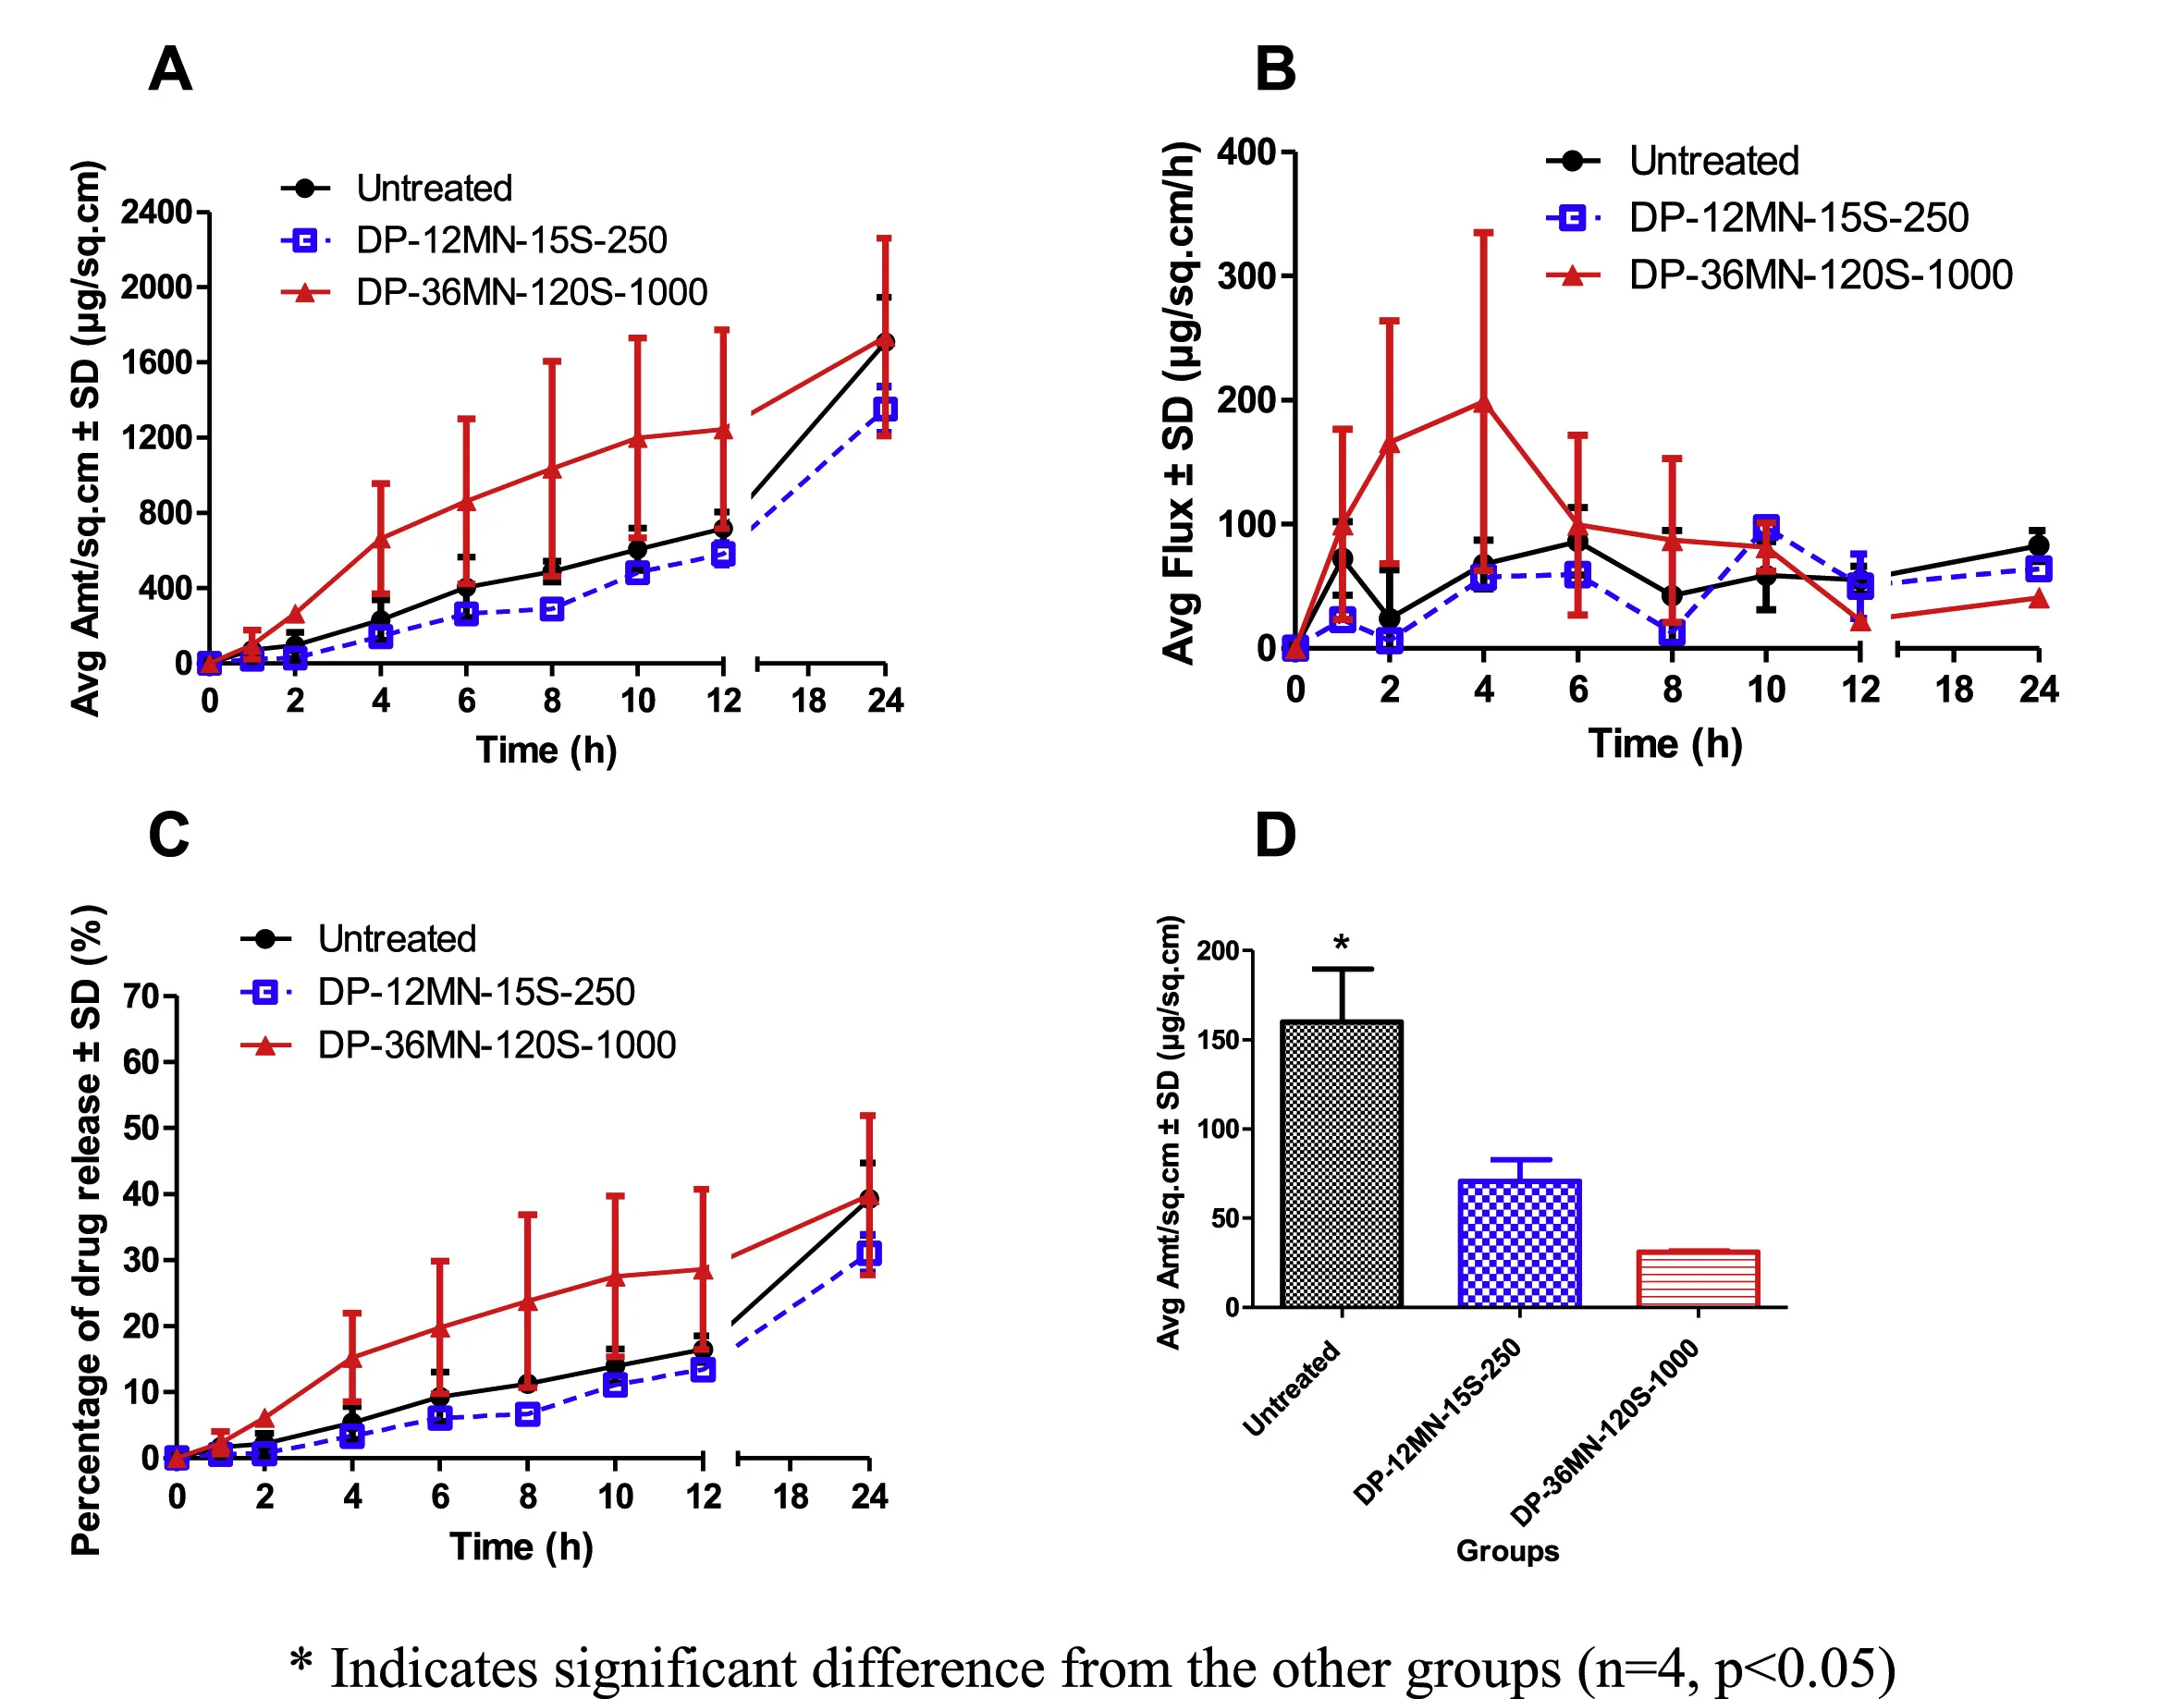 A
Avg Amt/sq.cm ± SD (µg/sq.cm)
Untreated
DP-12MN-15S-250
DP-36MN-120S-1000
2400
2000
1600
1200
800
400
0
0 2 4 6 8 10 12 18 24
Time (h)
B
Avg Flux ± SD (µg/sq.cm/h)
Untreated
DP-12MN-15S-250
DP-36MN-120S-1000
400
300
200
100
0
0 2 4 6 8 10 12 18 24
Time (h)
C
Percentage of drug release ± SD (%)
Untreated
DP-12MN-15S-250
DP-36MN-120S-1000
70
60
50
40
30
20
10
0
0 2 4 6 8 10 12 18 24
Time (h)
D
Avg Amt/sq.cm ± SD (µg/sq.cm)
200
150
100
50
0
*
Untreated
DP-12MN-15S-250
DP-36MN-120S-1000
Groups
* Indicates significant difference from the other groups (n=4, p<0.05)